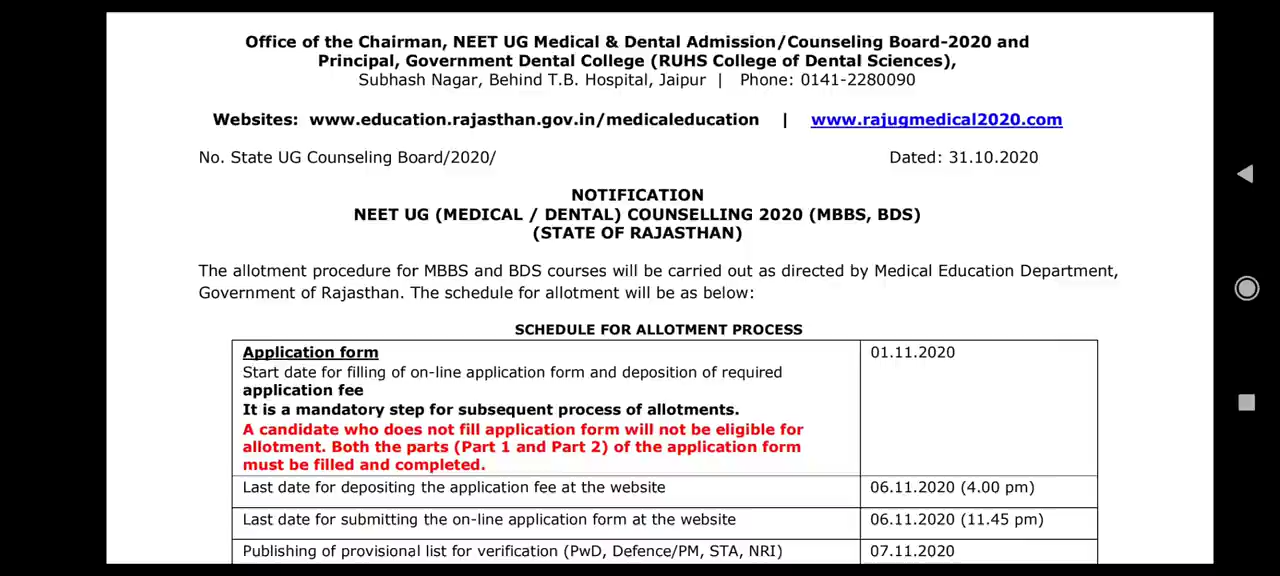 Office of the Chairman, NEET UG Medical & Dental Admission/Counseling Board-2020 and
Principal, Government Dental College (RUHS College of Dental Sciences),
Subhash Nagar, Behind T.B. Hospital, Jaipur | Phone: 0141-2280090
Websites: www.education.rajasthan.gov.in/medicaleducation | www.rajugmedical2020.com
No. State UG Counseling Board/2020/ Dated: 31.10.2020
NOTIFICATION
NEET UG (MEDICAL / DENTAL) COUNSELLING 2020 (MBBS, BDS)
(STATE OF RAJASTHAN)
The allotment procedure for MBBS and BDS courses will be carried out as directed by Medical Education Department,
Government of Rajasthan. The schedule for allotment will be as below:
SCHEDULE FOR ALLOTMENT PROCESS
Application form 01.11.2020
Start date for filling of on-line application form and deposition of required
application fee
It is a mandatory step for subsequent process of allotments.
A candidate who does not fill application form will not be eligible for
allotment. Both the parts (Part 1 and Part 2) of the application form
must be filled and completed.
Last date for depositing the application fee at the website 06.11.2020 (4.00 pm)
Last date for submitting the on-line application form at the website 06.11.2020 (11.45 pm)
Publishing of provisional list for verification (PwD, Defence/PM, STA, NRI) 07.11.2020